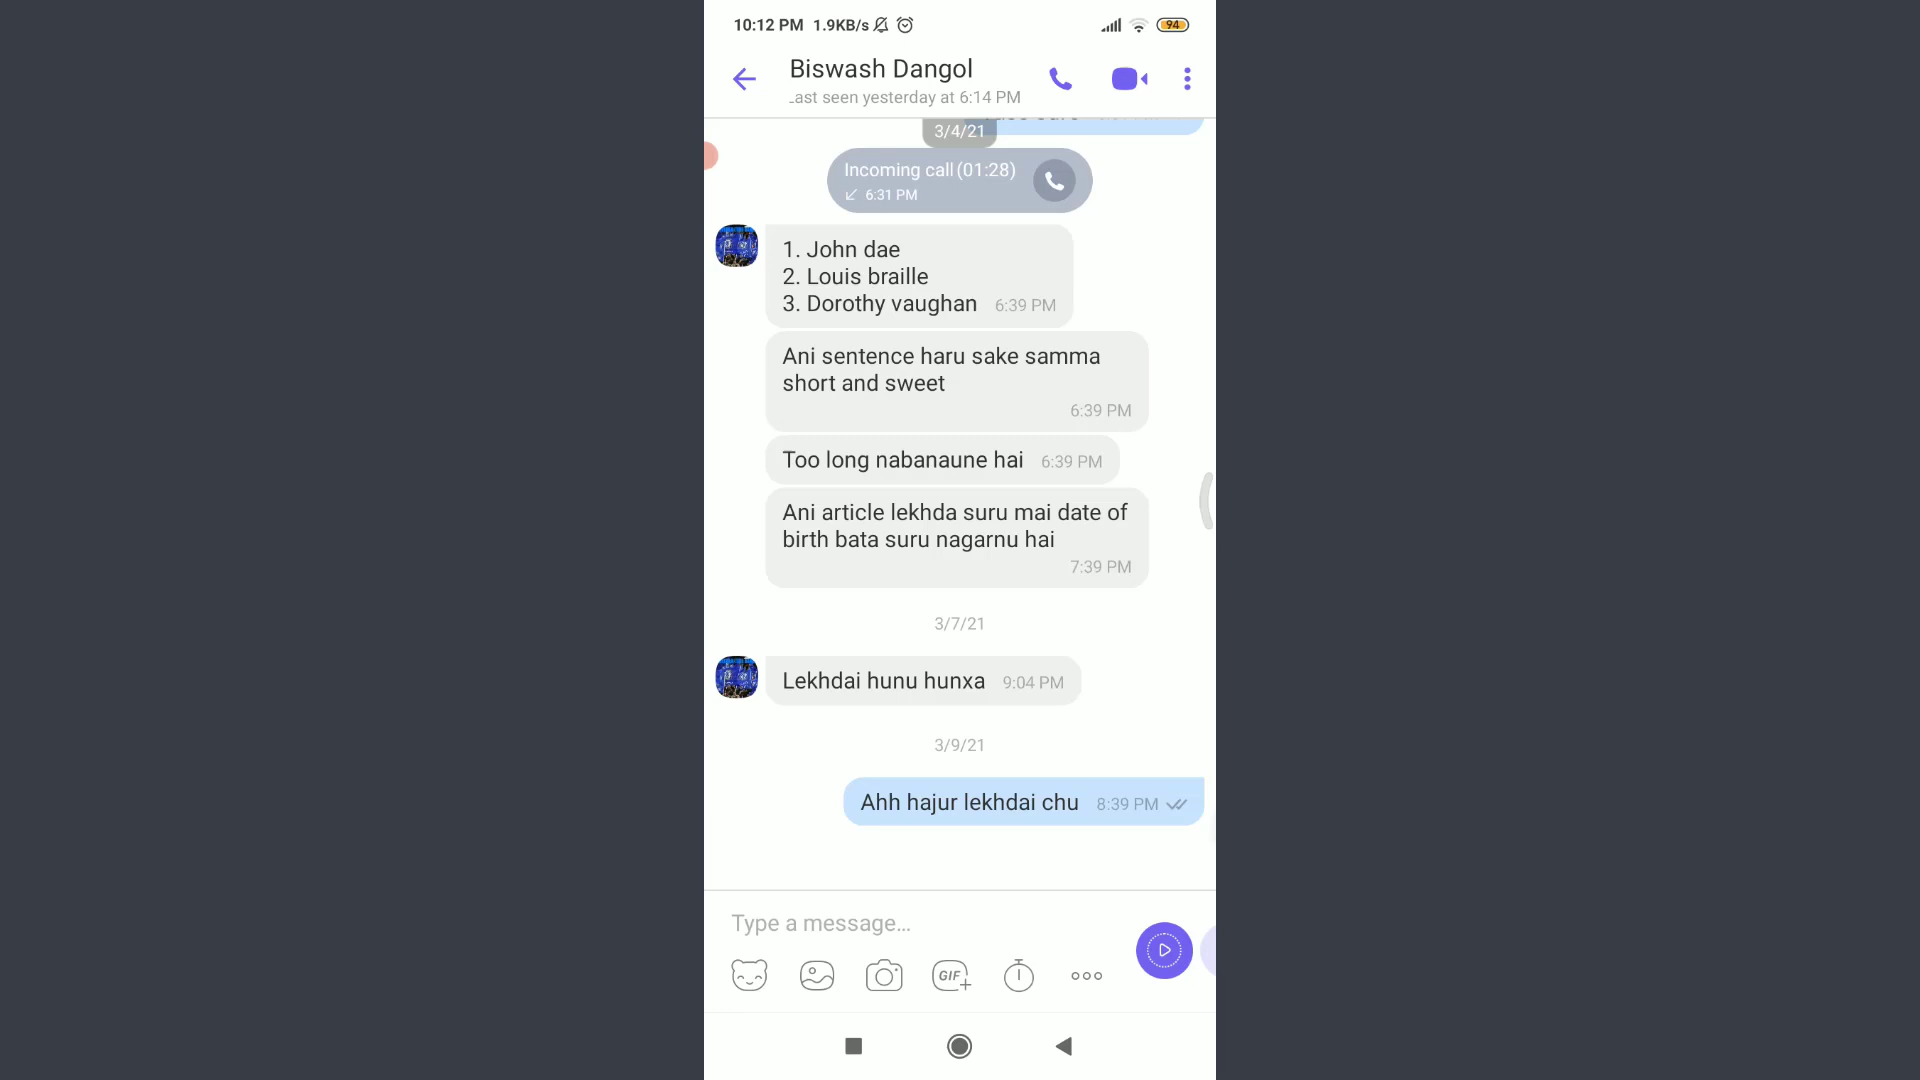 10:12 PM 1.9KB/s 94
Biswash Dangol
Last seen yesterday at 6:14 PM
3/4/21
Incoming call (01:28)
6:31 PM
1. John dae
2. Louis braille
3. Dorothy vaughan 6:39 PM
Ani sentence haru sake samma
short and sweet
6:39 PM
Too long nabanaune hai 6:39 PM
Ani article lekhda suru mai date of
birth bata suru nagarnu hai
7:39 PM
3/7/21
Lekhdai hunu hunxa 9:04 PM
3/9/21
Ahh hajur lekhdai chu 8:39 PM
Type a message...
GIF